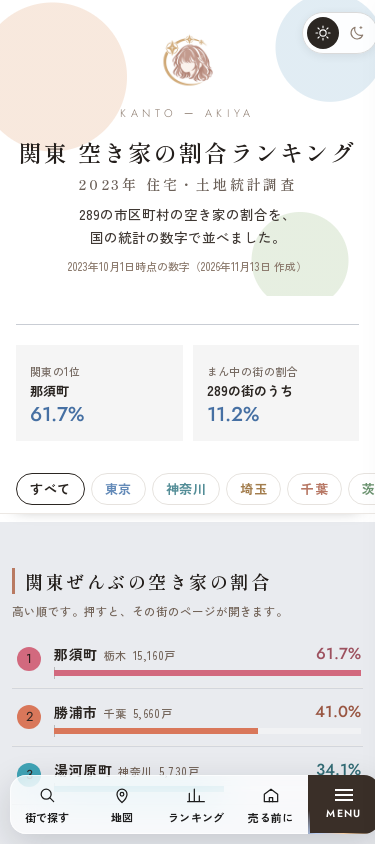 KANTO — AKIYA
関東 空き家の割合ランキング
2023年 住宅・土地統計調査
289の市区町村の空き家の割合を、
国の統計の数字で並べました。
2023年10月1日時点の数字（2026年11月13日 作成）
関東の1位
那須町
61.7%
まん中の街の割合
289の街のうち
11.2%
すべて 東京 神奈川 埼玉 千葉 茨
関東ぜんぶの空き家の割合
高い順です。押すと、その街のページが開きます。
1 那須町 栃木 15,160戸 61.7%
2 勝浦市 千葉 5,660戸 41.0%
3 湯河原町 神奈川 5,730戸 34.1%
街で探す 地図 ランキング 売る前に MENU